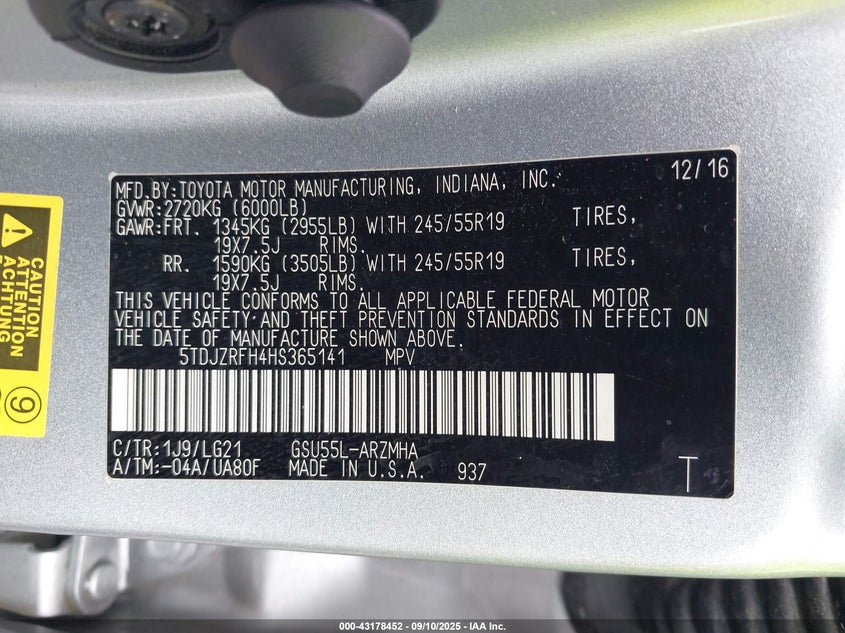 MFD.BY:TOYOTA MOTOR MANUFACTURING, INDIANA, INC. 12/16
GVWR:2720KG (6000LB)
GAWR:FRT. 1345KG (2955LB) WITH 245/55R19 TIRES,
19X7.5J RIMS.
RR. 1590KG (3505LB) WITH 245/55R19 TIRES,
19X7.5J RIMS.
THIS VEHICLE CONFORMS TO ALL APPLICABLE FEDERAL MOTOR
VEHICLE SAFETY AND THEFT PREVENTION STANDARDS IN EFFECT ON
THE DATE OF MANUFACTURE SHOWN ABOVE.
5TDJZRFH4HS365141 MPV
C/TR:1J9/LG21 GSU55L-ARZMHA
A/TM:-04A/UA80F MADE IN U.S.A. 937
T
CAUTION
ATTENTION
ACHTUNG
9
000-43178452 - 09/10/2025 - IAA Inc.